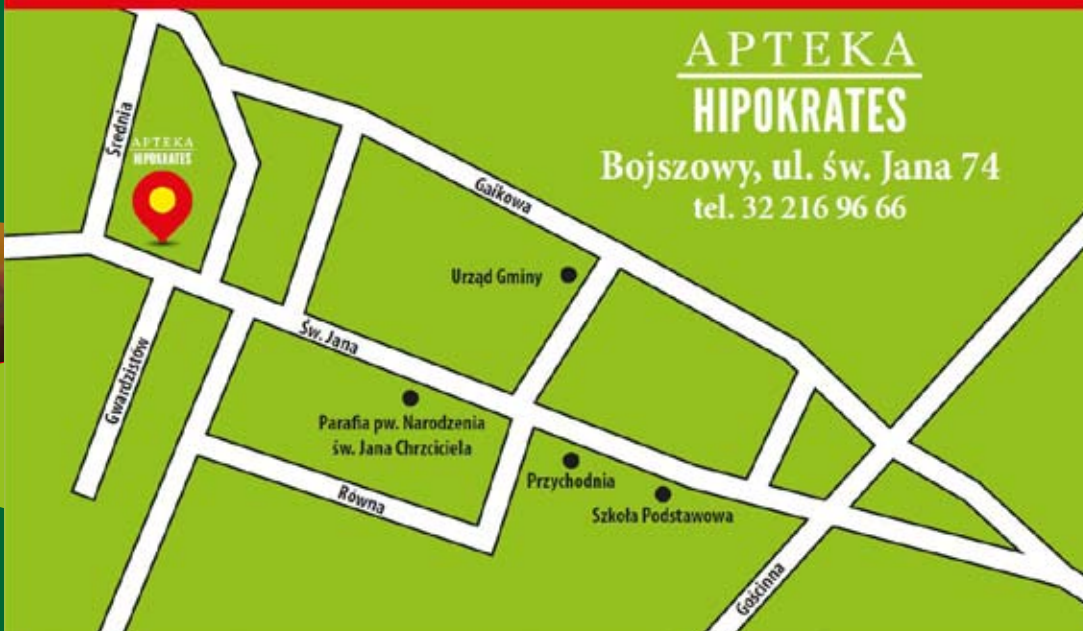 APTEKA
HIPOKRATES
Bojszowy, ul. św. Jana 74
tel. 32 216 96 66
Średnia
APTEKA
HIPOKRATES
Gaikowa
Urząd Gminy
Św. Jana
Gwardzistów
Parafia pw. Narodzenia
św. Jana Chrzciciela
Przychodnia
Równa
Szkoła Podstawowa
Gościnna